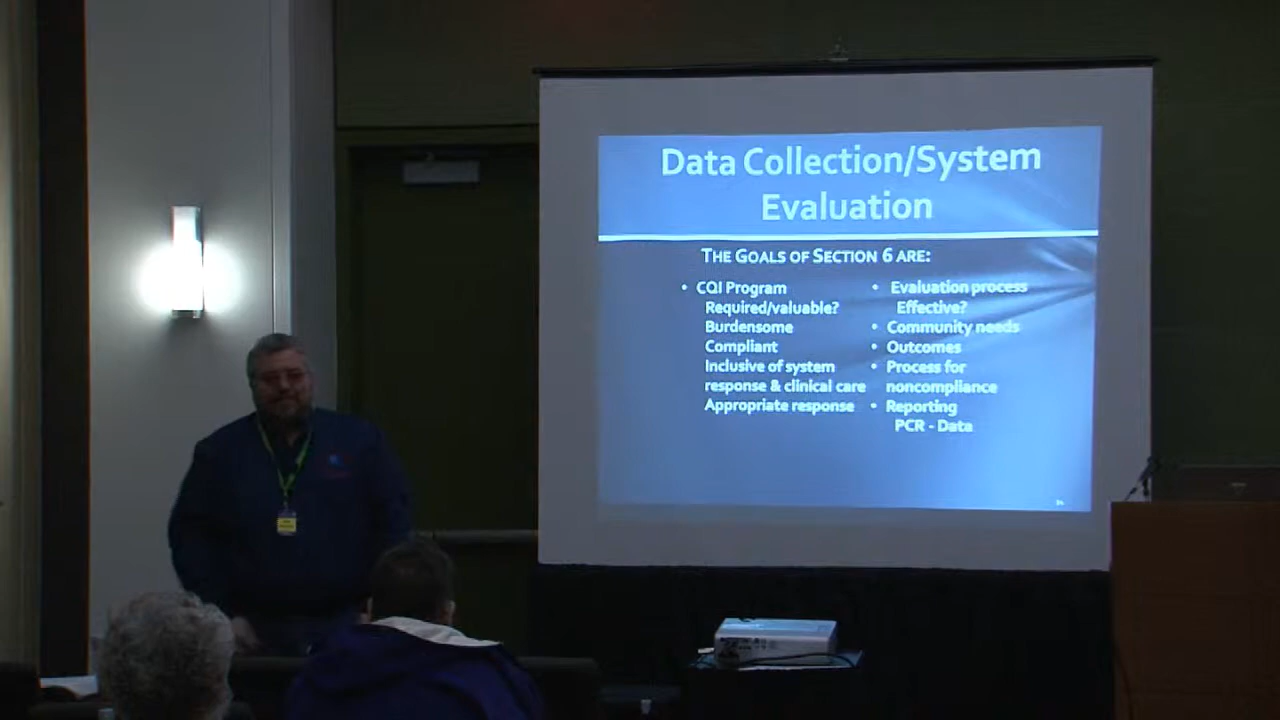 Data Collection/System
Evaluation
THE GOALS OF SECTION 6 ARE:
• CQI Program
Required/valuable?
Burdensome
Compliant
Inclusive of system
response & clinical care
Appropriate response
• Evaluation process
Effective?
• Community needs
• Outcomes
• Process for
noncompliance
• Reporting
PCR - Data